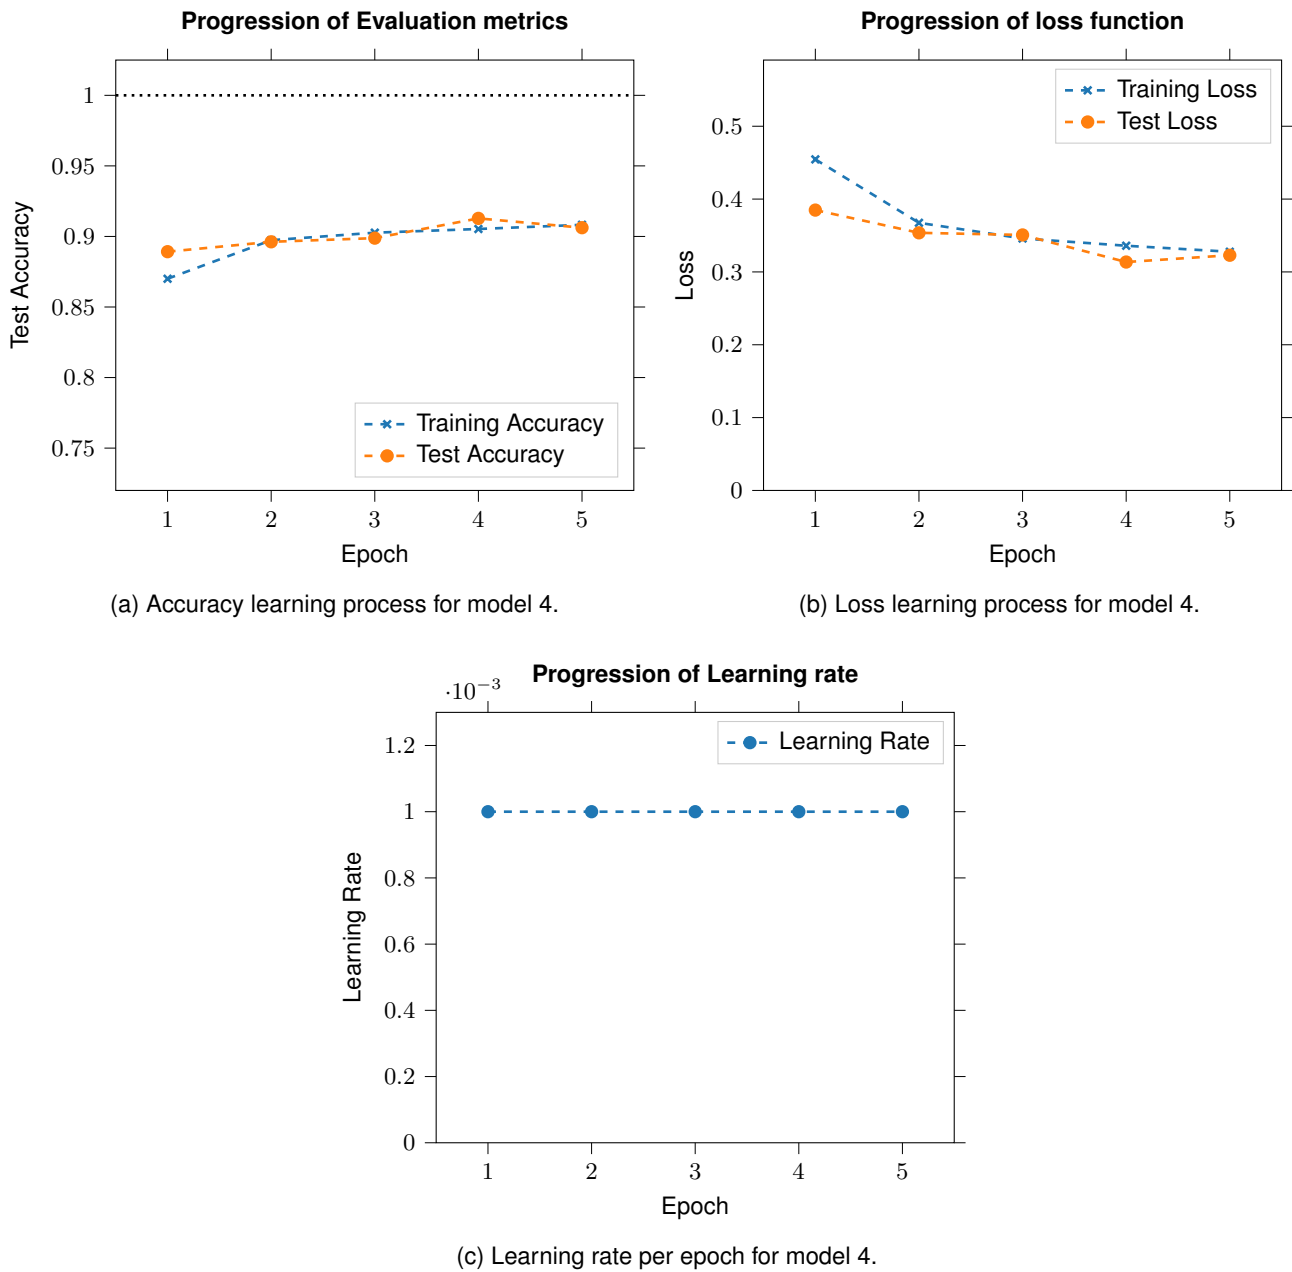 Progression of Evaluation metrics
1
0.95
0.9
0.85
0.8
0.75
Test Accuracy
Training Accuracy
Test Accuracy
1 2 3 4 5
Epoch
(a) Accuracy learning process for model 4.
Progression of loss function
0.5
0.4
0.3
0.2
0.1
0
Loss
Training Loss
Test Loss
1 2 3 4 5
Epoch
(b) Loss learning process for model 4.
Progression of Learning rate
·10−3
1.2
1
0.8
0.6
0.4
0.2
0
Learning Rate
Learning Rate
1 2 3 4 5
Epoch
(c) Learning rate per epoch for model 4.